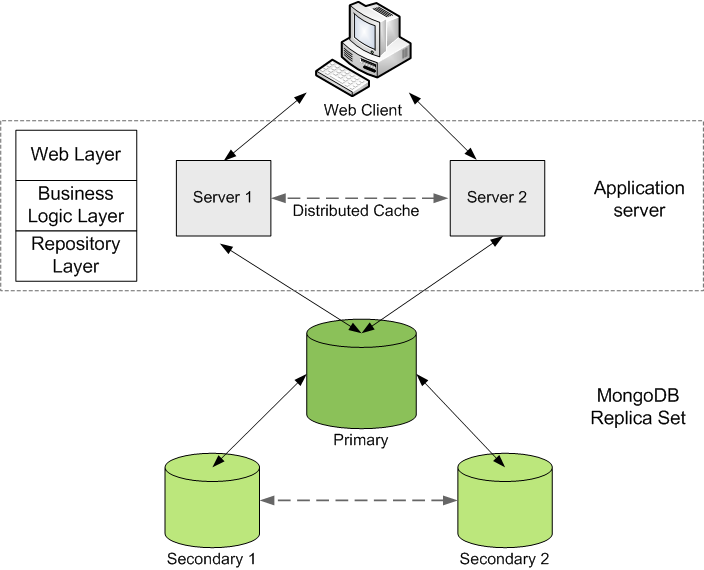 Web Client
Web Layer
Business
Logic Layer
Repository
Layer
Server 1
Distributed Cache
Server 2
Application
server
Primary
MongoDB
Replica Set
Secondary 1
Secondary 2